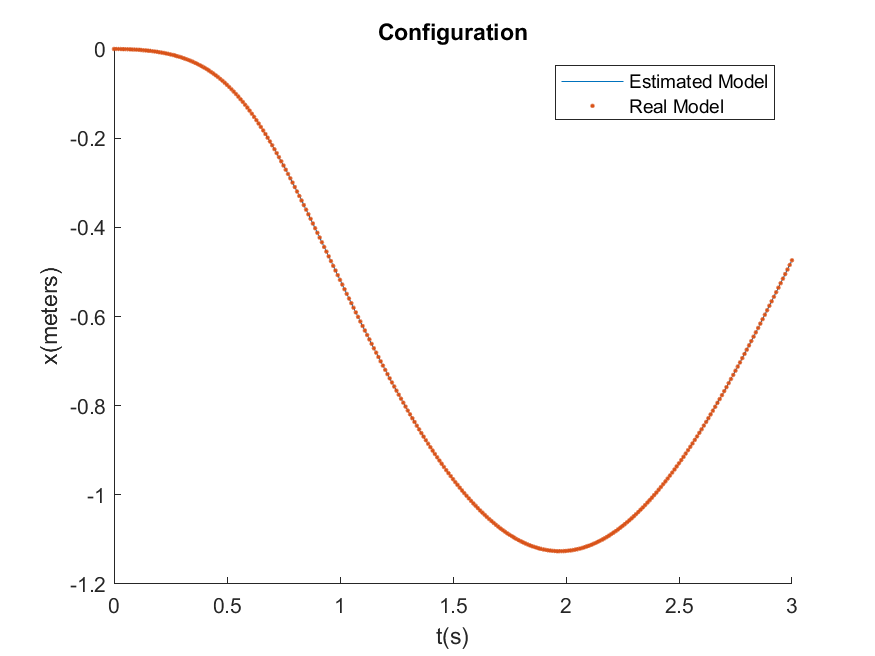 Configuration
Estimated Model
Real Model
0
-0.2
-0.4
-0.6
-0.8
-1
-1.2
x(meters)
0
0.5
1
1.5
2
2.5
3
t(s)